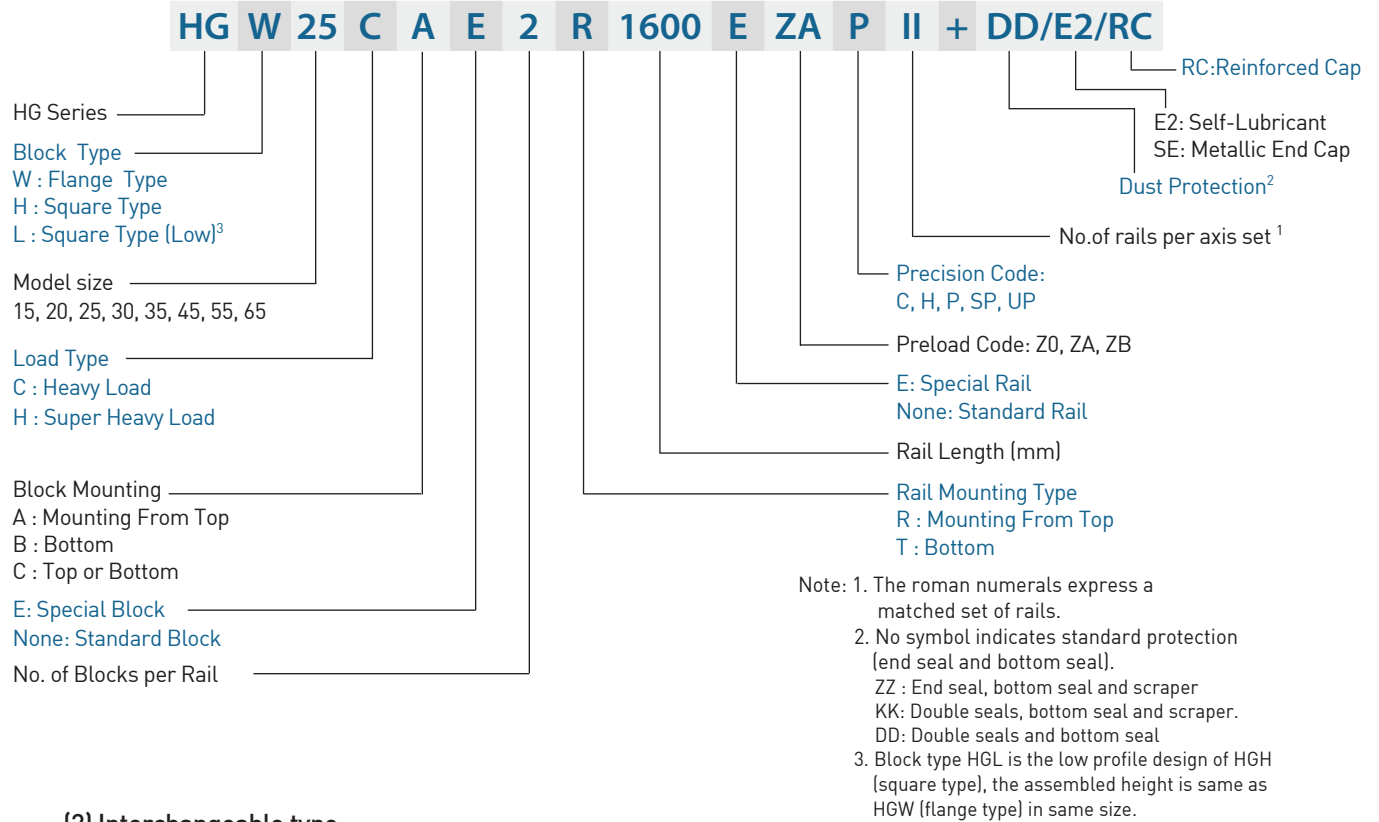 HG W 25 C A E 2 R 1600 E ZA P II + DD/E2/RC
RC:Reinforced Cap
E2: Self-Lubricant
SE: Metallic End Cap
Dust Protection2
No.of rails per axis set 1
Precision Code:
C, H, P, SP, UP
Preload Code: Z0, ZA, ZB
E: Special Rail
None: Standard Rail
Rail Length (mm)
Rail Mounting Type
R : Mounting From Top
T : Bottom
HG Series
Block Type
W : Flange Type
H : Square Type
L : Square Type (Low)3
Model size
15, 20, 25, 30, 35, 45, 55, 65
Load Type
C : Heavy Load
H : Super Heavy Load
Block Mounting
A : Mounting From Top
B : Bottom
C : Top or Bottom
E: Special Block
None: Standard Block
No. of Blocks per Rail
Note: 1. The roman numerals express a
matched set of rails.
2. No symbol indicates standard protection
(end seal and bottom seal).
ZZ : End seal, bottom seal and scraper
KK: Double seals, bottom seal and scraper.
DD: Double seals and bottom seal
3. Block type HGL is the low profile design of HGH
(square type), the assembled height is same as
HGW (flange type) in same size.
(2) Interchangeable type